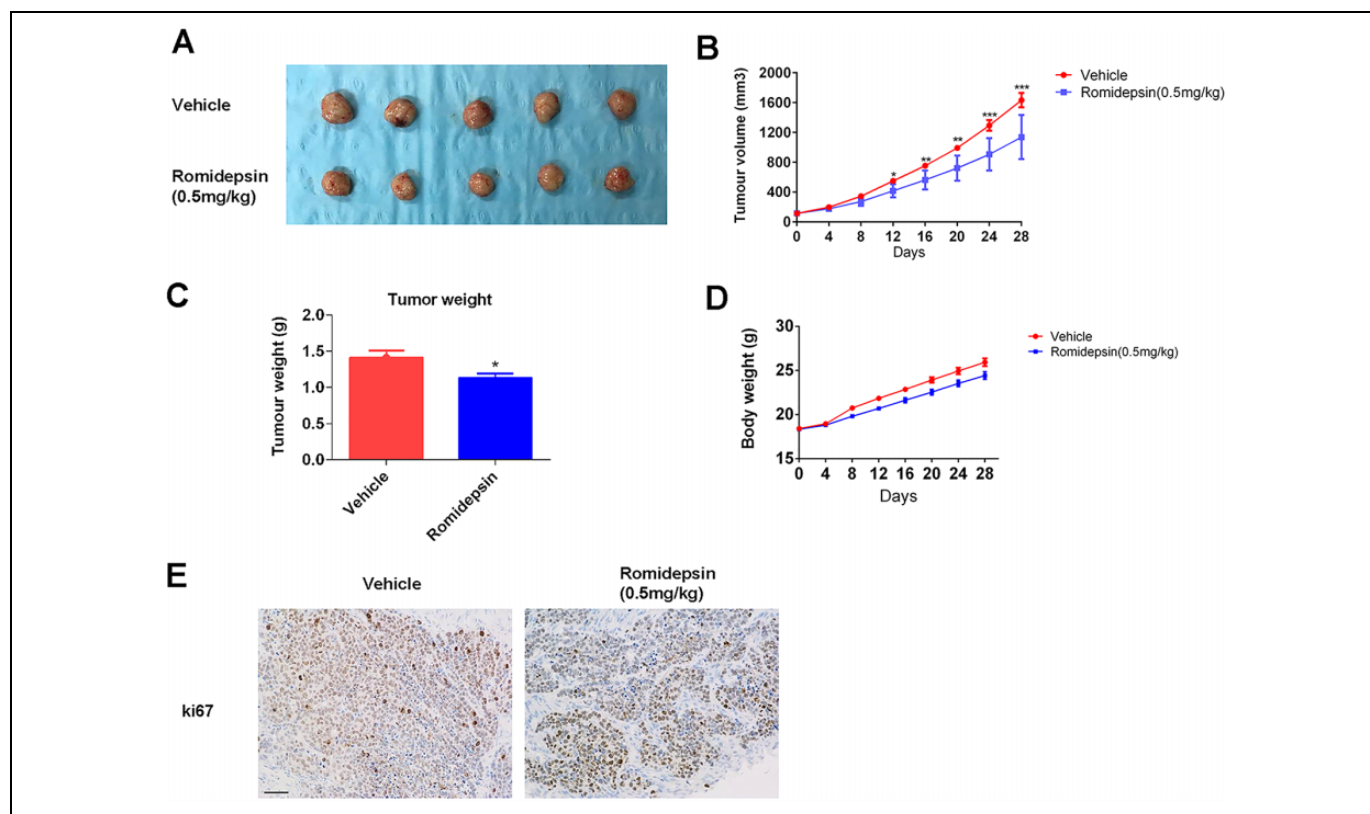 A
Vehicle
Romidepsin
(0.5mg/kg)
B
Tumour volume (mm3)
2000
1600
1200
800
400
0
0 4 8 12 16 20 24 28
Days
* ** ** *** ***
Vehicle
Romidepsin(0.5mg/kg)
C
Tumor weight
Tumour weight (g)
2.0
1.5
1.0
0.5
0.0
*
Vehicle
Romidepsin
D
Body weight (g)
30
25
20
15
0 4 8 12 16 20 24 28
Days
Vehicle
Romidepsin(0.5mg/kg)
E
Vehicle
Romidepsin
(0.5mg/kg)
ki67